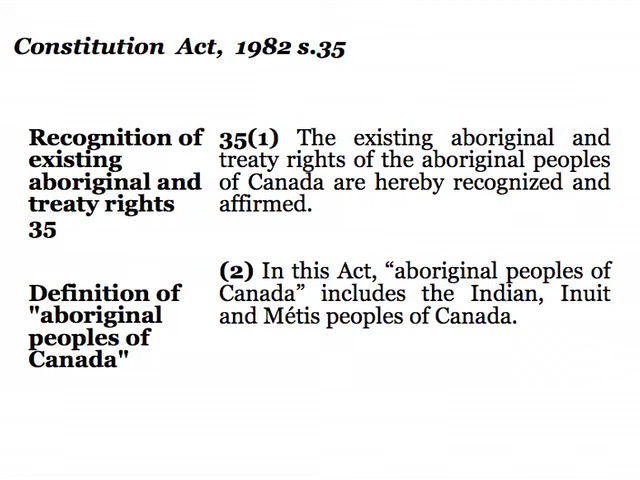 Constitution Act, 1982 s.35
Recognition of
existing
aboriginal and
treaty rights
35
35(1) The existing aboriginal and
treaty rights of the aboriginal peoples
of Canada are hereby recognized and
affirmed.
Definition of
"aboriginal
peoples of
Canada"
(2) In this Act, “aboriginal peoples of
Canada” includes the Indian, Inuit
and Métis peoples of Canada.